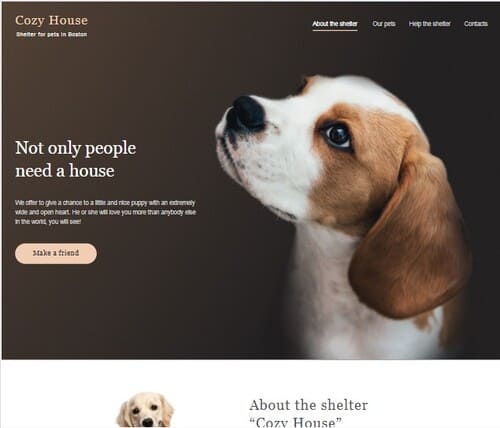 Cozy House
Shelter for pets in Boston
About the shelter
Our pets
Help the shelter
Contacts
Not only people
need a house
We offer to give a chance to a little and nice puppy with an extremely
wide and open heart. He or she will love you more than anybody else
in the world, you will see!
Make a friend
About the shelter
“Cozy House”